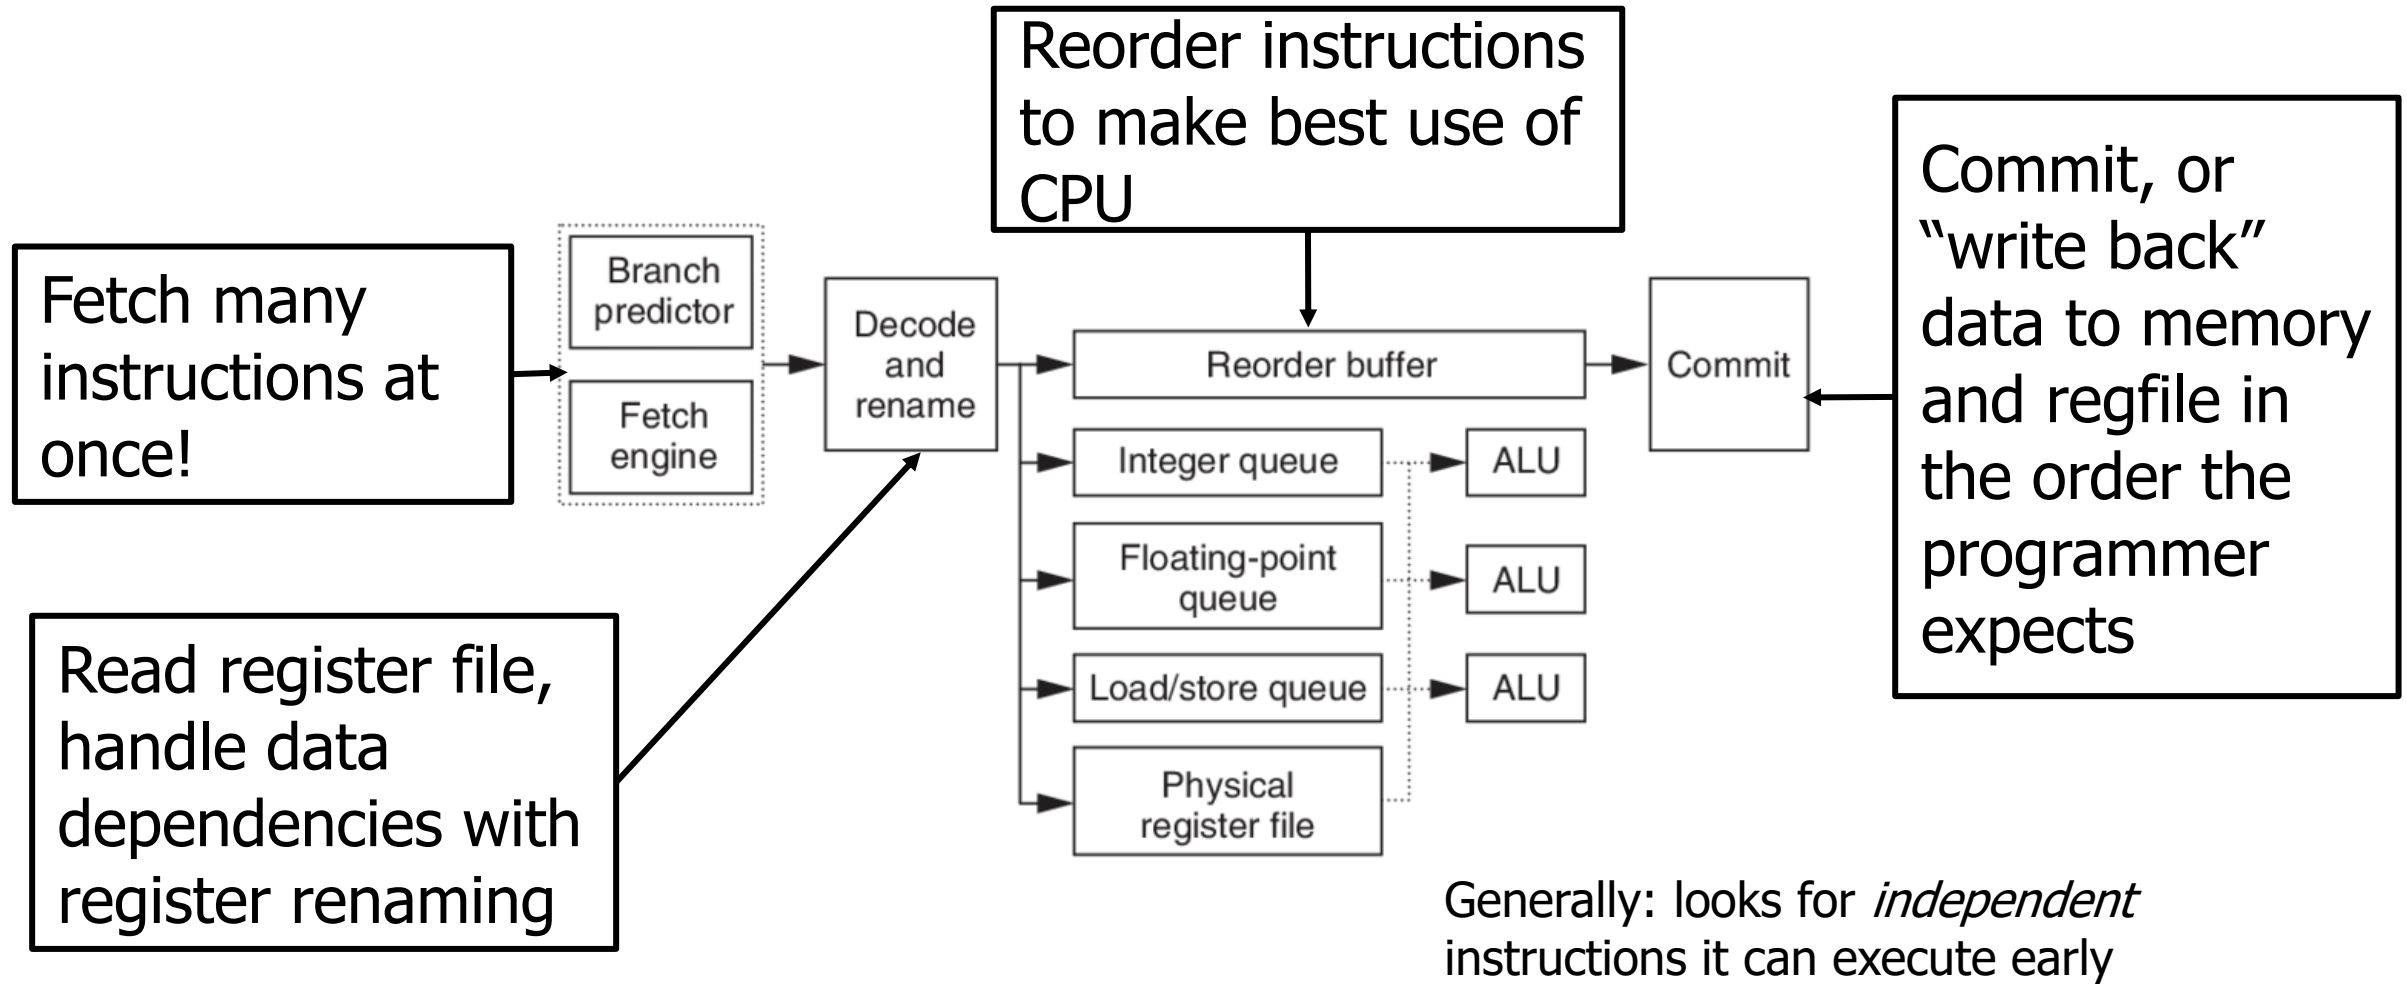 Reorder instructions
to make best use of
CPU
Fetch many
instructions at
once!
Branch
predictor
Fetch
engine
Decode
and
rename
Reorder buffer
Commit
Integer queue
ALU
Floating-point
queue
ALU
Load/store queue
ALU
Physical
register file
Commit, or
“write back”
data to memory
and regfile in
the order the
programmer
expects
Read register file,
handle data
dependencies with
register renaming
Generally: looks for independent
instructions it can execute early